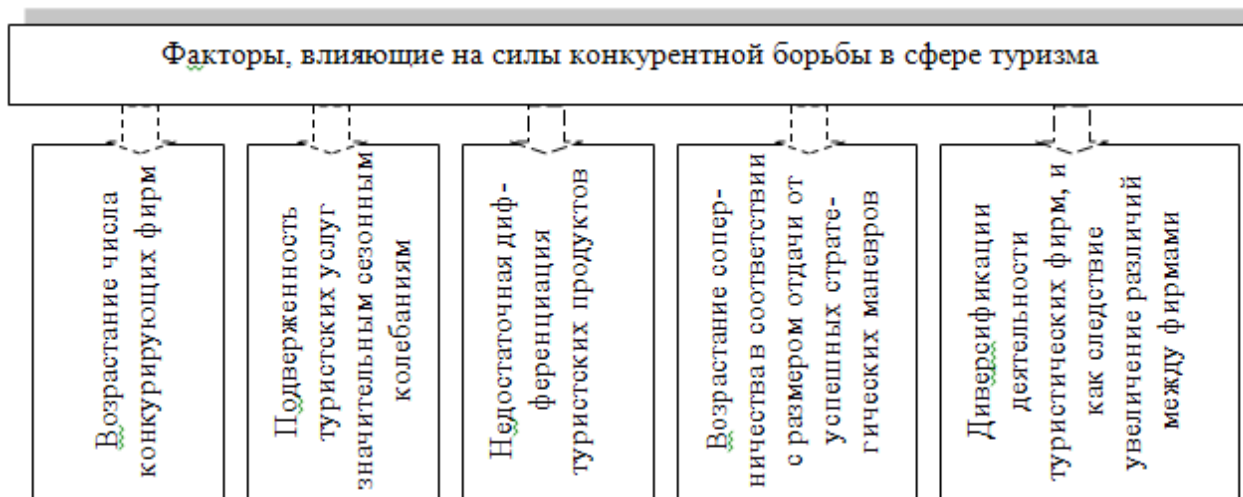 Факторы, влияющие на силы конкурентной борьбы в сфере туризма
Возрастание числа
конкурирующих фирм
Подверженность
туристских услуг
значительным сезонным
колебаниям
Недостаточная диф-
ференциация
туристских продуктов
Возрастание сопер-
ничества в соответствии
с размером отдачи от
успешных страте-
гических маневров
Диверсификации
деятельности
туристических фирм, и
как следствие
увеличение различий
между фирмами